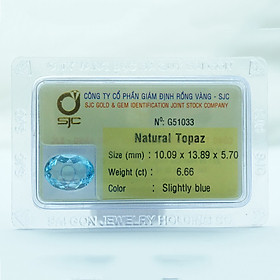 SJC
CÔNG TY CỔ PHẦN GIÁM ĐỊNH RỒNG VÀNG - SJC
SJC GOLD & GEM IDENTIFICATION JOINT STOCK COMPANY
Nº: G51033
Natural Topaz
Size (mm) : 10.09 x 13.89 x 5.70
Weight (ct) : 6.66
Color : Slightly blue
SAIGON JEWELRY HOLDING